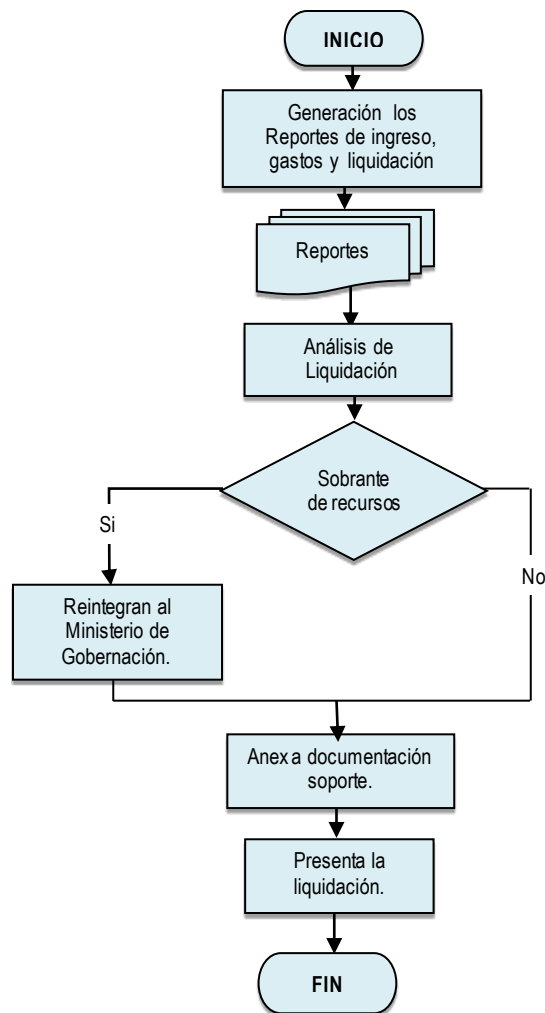 INICIO
Generación los
Reportes de ingreso,
gastos y liquidación
Reportes
Análisis de
Liquidación
Sobrante
de recursos
Si
No
Reintegran al
Ministerio de
Gobernación.
Anexa documentación
soporte.
Presenta la
liquidación.
FIN